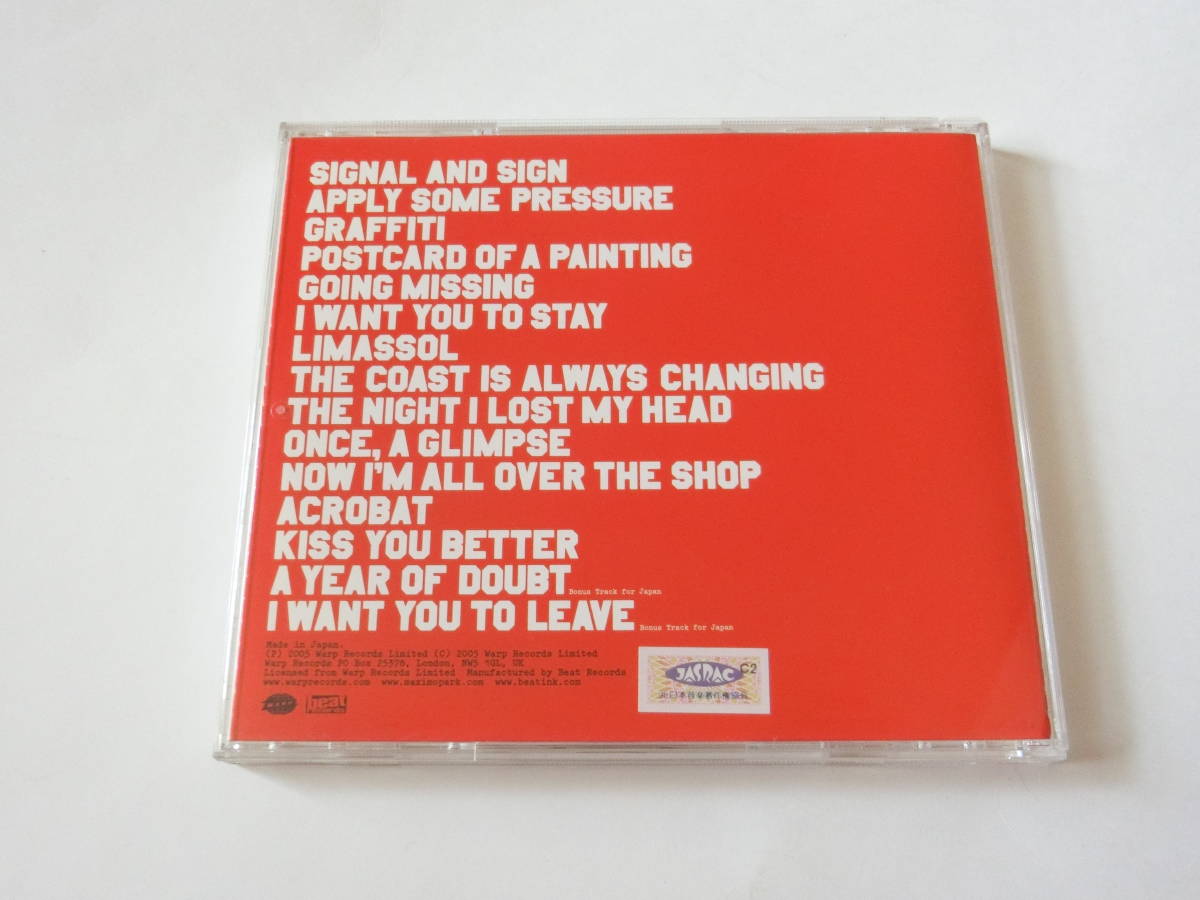 SIGNAL AND SIGN
APPLY SOME PRESSURE
GRAFFITI
POSTCARD OF A PAINTING
GOING MISSING
I WANT YOU TO STAY
LIMASSOL
THE COAST IS ALWAYS CHANGING
THE NIGHT I LOST MY HEAD
ONCE, A GLIMPSE
NOW I'M ALL OVER THE SHOP
ACROBAT
KISS YOU BETTER
A YEAR OF DOUBT Bonus Track for Japan
I WANT YOU TO LEAVE Bonus Track for Japan
Made in Japan.
(P) 2005 Warp Records Limited (C) 2005 Warp Records Limited
Warp Records PO Box 25378, London, NW5 1GL, UK
Licensed from Warp Records Limited Manufactured by Beat Records
www.warprecords.com www.maximopark.com www.beatink.com
beat records
JASRAC C2